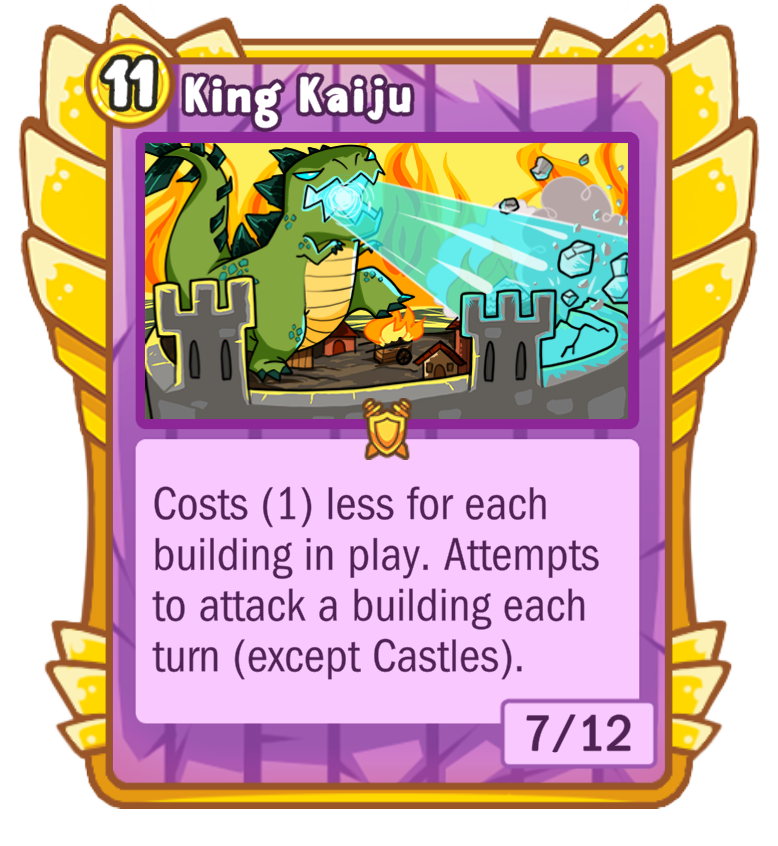 11
King Kaiju
Costs (1) less for each
building in play. Attempts
to attack a building each
turn (except Castles).
7/12